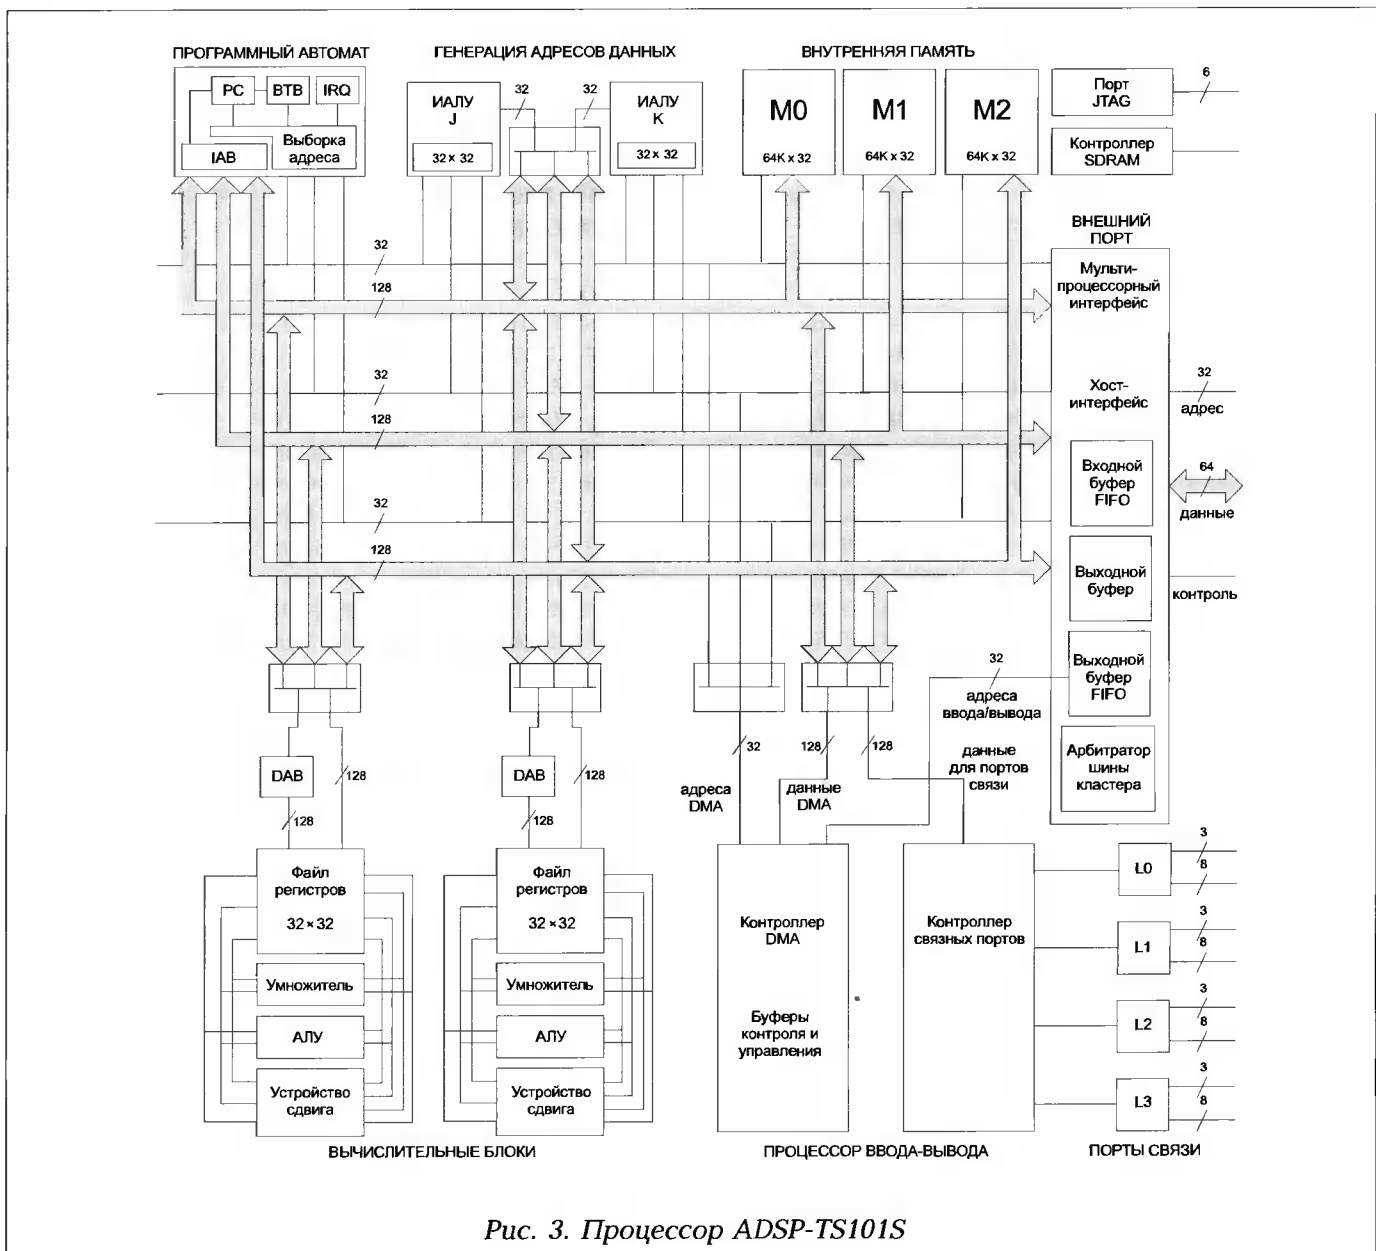 ПРОГРАММНЫЙ АВТОМАТ
PC
BTB
IRQ
IAB
Выборка
адреса
ГЕНЕРАЦИЯ АДРЕСОВ ДАННЫХ
ИАЛУ
J
32 × 32
32
32
ИАЛУ
K
32 × 32
ВНУТРЕННЯЯ ПАМЯТЬ
M0
64K x 32
M1
64K x 32
M2
64K x 32
Порт
JTAG
6
Контроллер
SDRAM
ВНЕШНИЙ
ПОРТ
Мульти-
процессорный
интерфейс
Хост-
интерфейс
32
адрес
Входной
буфер
FIFO
64
данные
Выходной
буфер
контроль
Выходной
буфер
FIFO
Арбитратор
шины
кластера
32
128
32
128
32
128
32
адреса
ввода/вывода
DAB
128
128
DAB
128
128
32
адреса
DMA
128
данные
DMA
128
данные
для портов
связи
Файл
регистров
32 × 32
Умножитель
АЛУ
Устройство
сдвига
Файл
регистров
32 × 32
Умножитель
АЛУ
Устройство
сдвига
ВЫЧИСЛИТЕЛЬНЫЕ БЛОКИ
Контроллер
DMA
Буферы
контроля и
управления
Контроллер
связных портов
ПРОЦЕССОР ВВОДА-ВЫВОДА
L0
3
8
L1
3
8
L2
3
8
L3
3
8
ПОРТЫ СВЯЗИ
Рис. 3. Процессор ADSP-TS101S